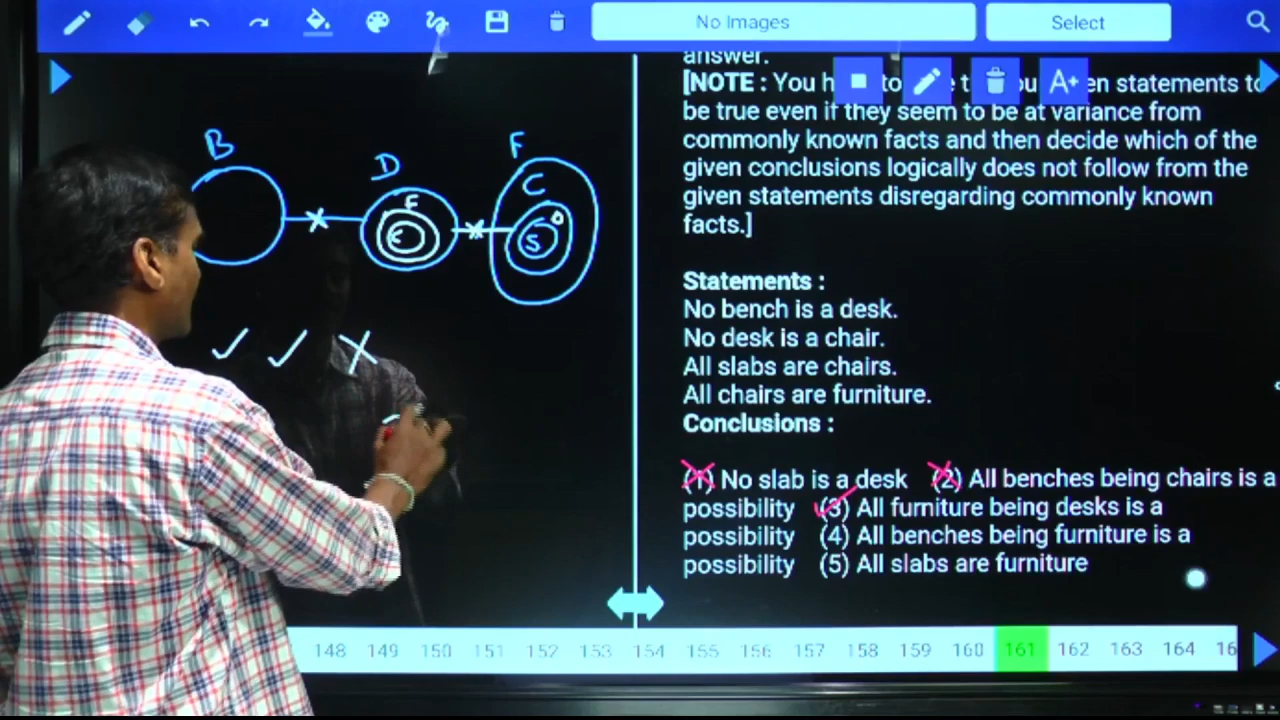 No Images
Select
answer.
[NOTE : You h to e t ou en statements to
be true even if they seem to be at variance from
commonly known facts and then decide which of the
given conclusions logically does not follow from the
given statements disregarding commonly known
facts.]
A+
B
D
F
F
C
C
S
Statements :
No bench is a desk.
No desk is a chair.
All slabs are chairs.
All chairs are furniture.
Conclusions :
(1) No slab is a desk (2) All benches being chairs is a
possibility (3) All furniture being desks is a
possibility (4) All benches being furniture is a
possibility (5) All slabs are furniture
148 149 150 151 152 153 154 155 156 157 158 159 160 161 162 163 164 16